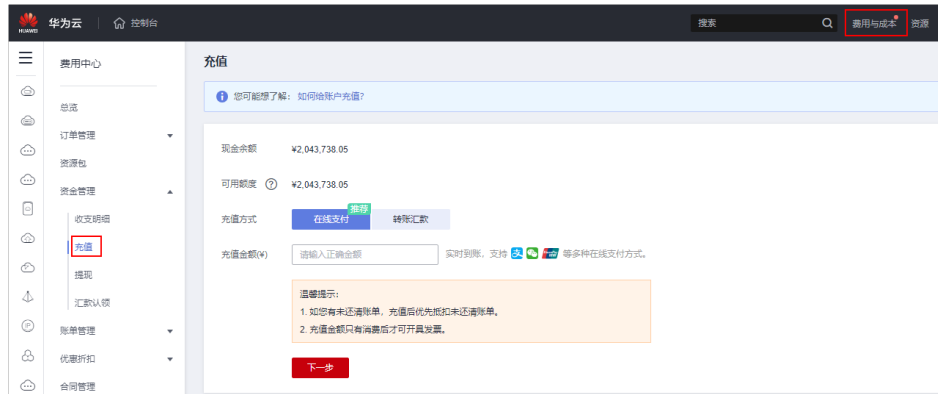 HUAWEI 华为云 控制台 搜索 费用与成本 资源
费用中心
总览
订单管理
资源包
资金管理
收支明细
充值
提现
汇款认领
账单管理
优惠折扣
合同管理
充值
您可能想了解： 如何给账户充值?
现金余额 ¥2,043,738.05
可用额度 ? ¥2,043,738.05
推荐
充值方式 在线支付 转账汇款
充值金额(¥) 请输入正确金额 实时到账、支持 支 等多种在线支付方式。
温馨提示：
1. 如您有未还清账单，充值后优先抵扣未还清账单。
2. 充值金额只有消费后才可开具发票。
下一步